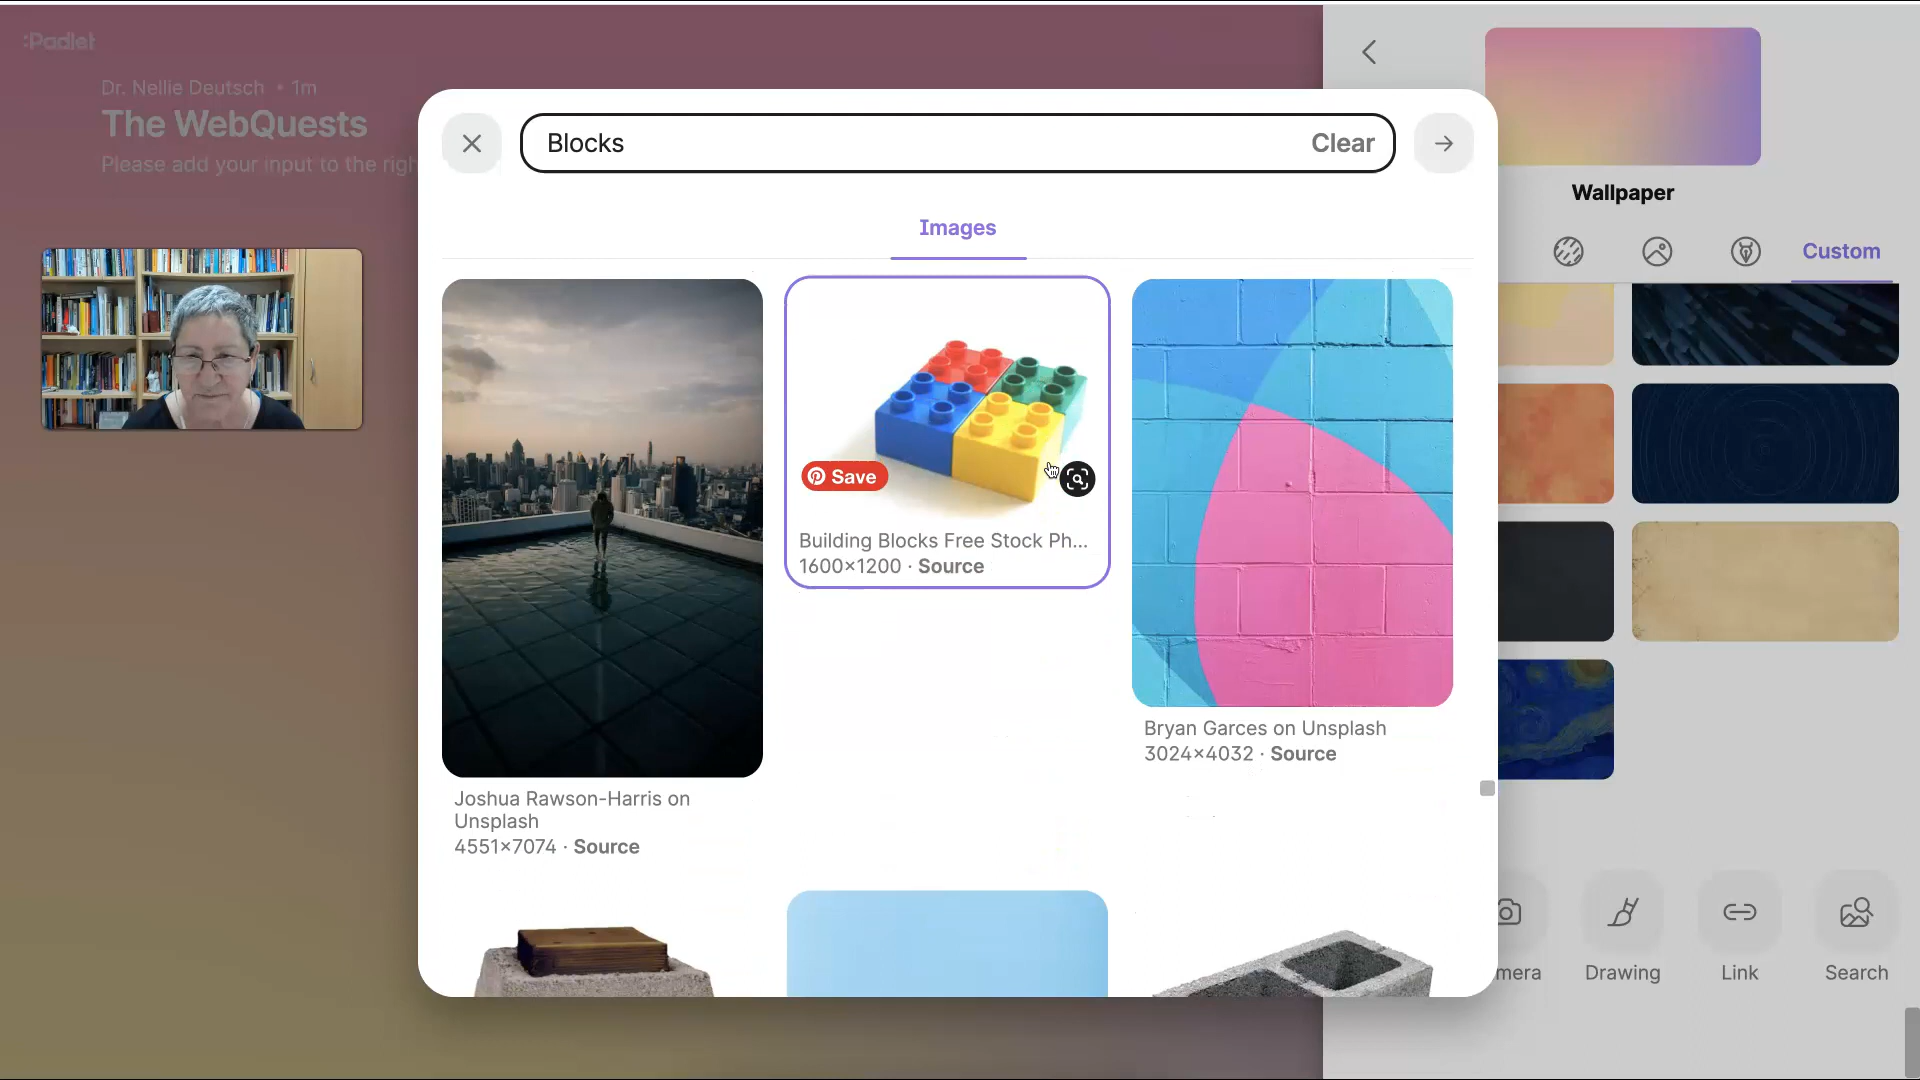 :Padlet
Dr. Nellie Deutsch • 1m
The WebQuests
Please add your input to the righ
Blocks
Clear
Images
Save
Building Blocks Free Stock Ph...
1600×1200 · Source
Joshua Rawson-Harris on
Unsplash
4551×7074 · Source
Bryan Garces on Unsplash
3024×4032 · Source
Wallpaper
Custom
mera
Drawing
Link
Search